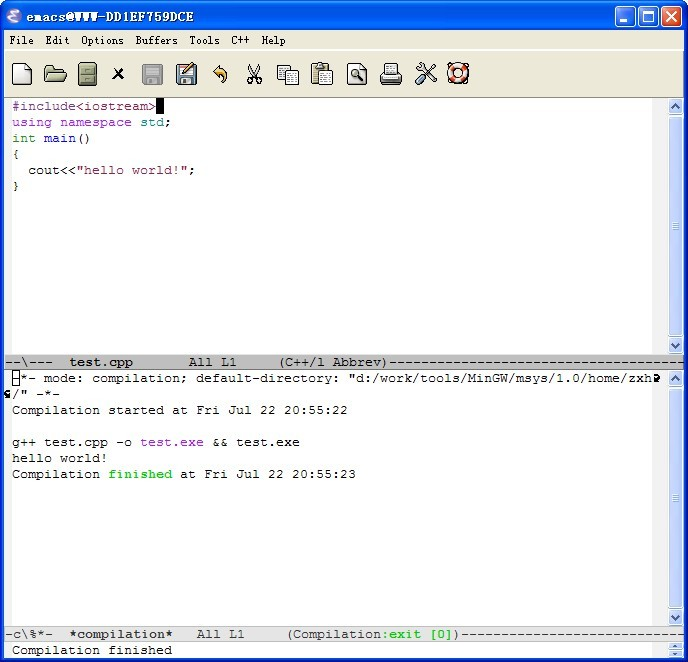 emacs@WWW-DD1EF759DCE
File Edit Options Buffers Tools C++ Help
#include<iostream>
using namespace std;
int main()
{
  cout<<"hello world!";
}
--\--- test.cpp All L1 (C++/l Abbrev)------------------------------------
-*- mode: compilation; default-directory: "d:/work/tools/MinGW/msys/1.0/home/zxh
/" -*-
Compilation started at Fri Jul 22 20:55:22
g++ test.cpp -o test.exe && test.exe
hello world!
Compilation finished at Fri Jul 22 20:55:23
-c\%*- *compilation* All L1 (Compilation:exit [0])----------------------------
Compilation finished